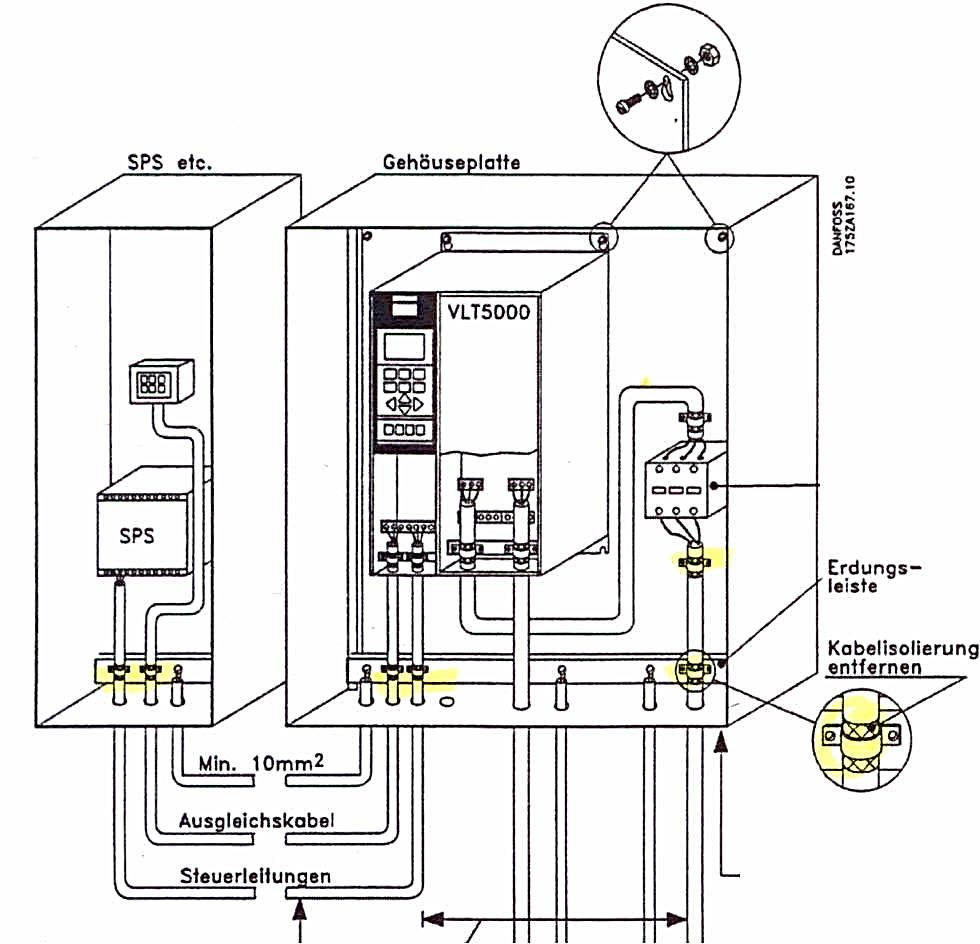 SPS etc.
Gehäuseplatte
DANFOSS
175ZA167.10
VLT5000
SPS
Erdungs-
leiste
Kabelisolierung
entfernen
Min. 10mm2
Ausgleichskabel
Steuerleitungen